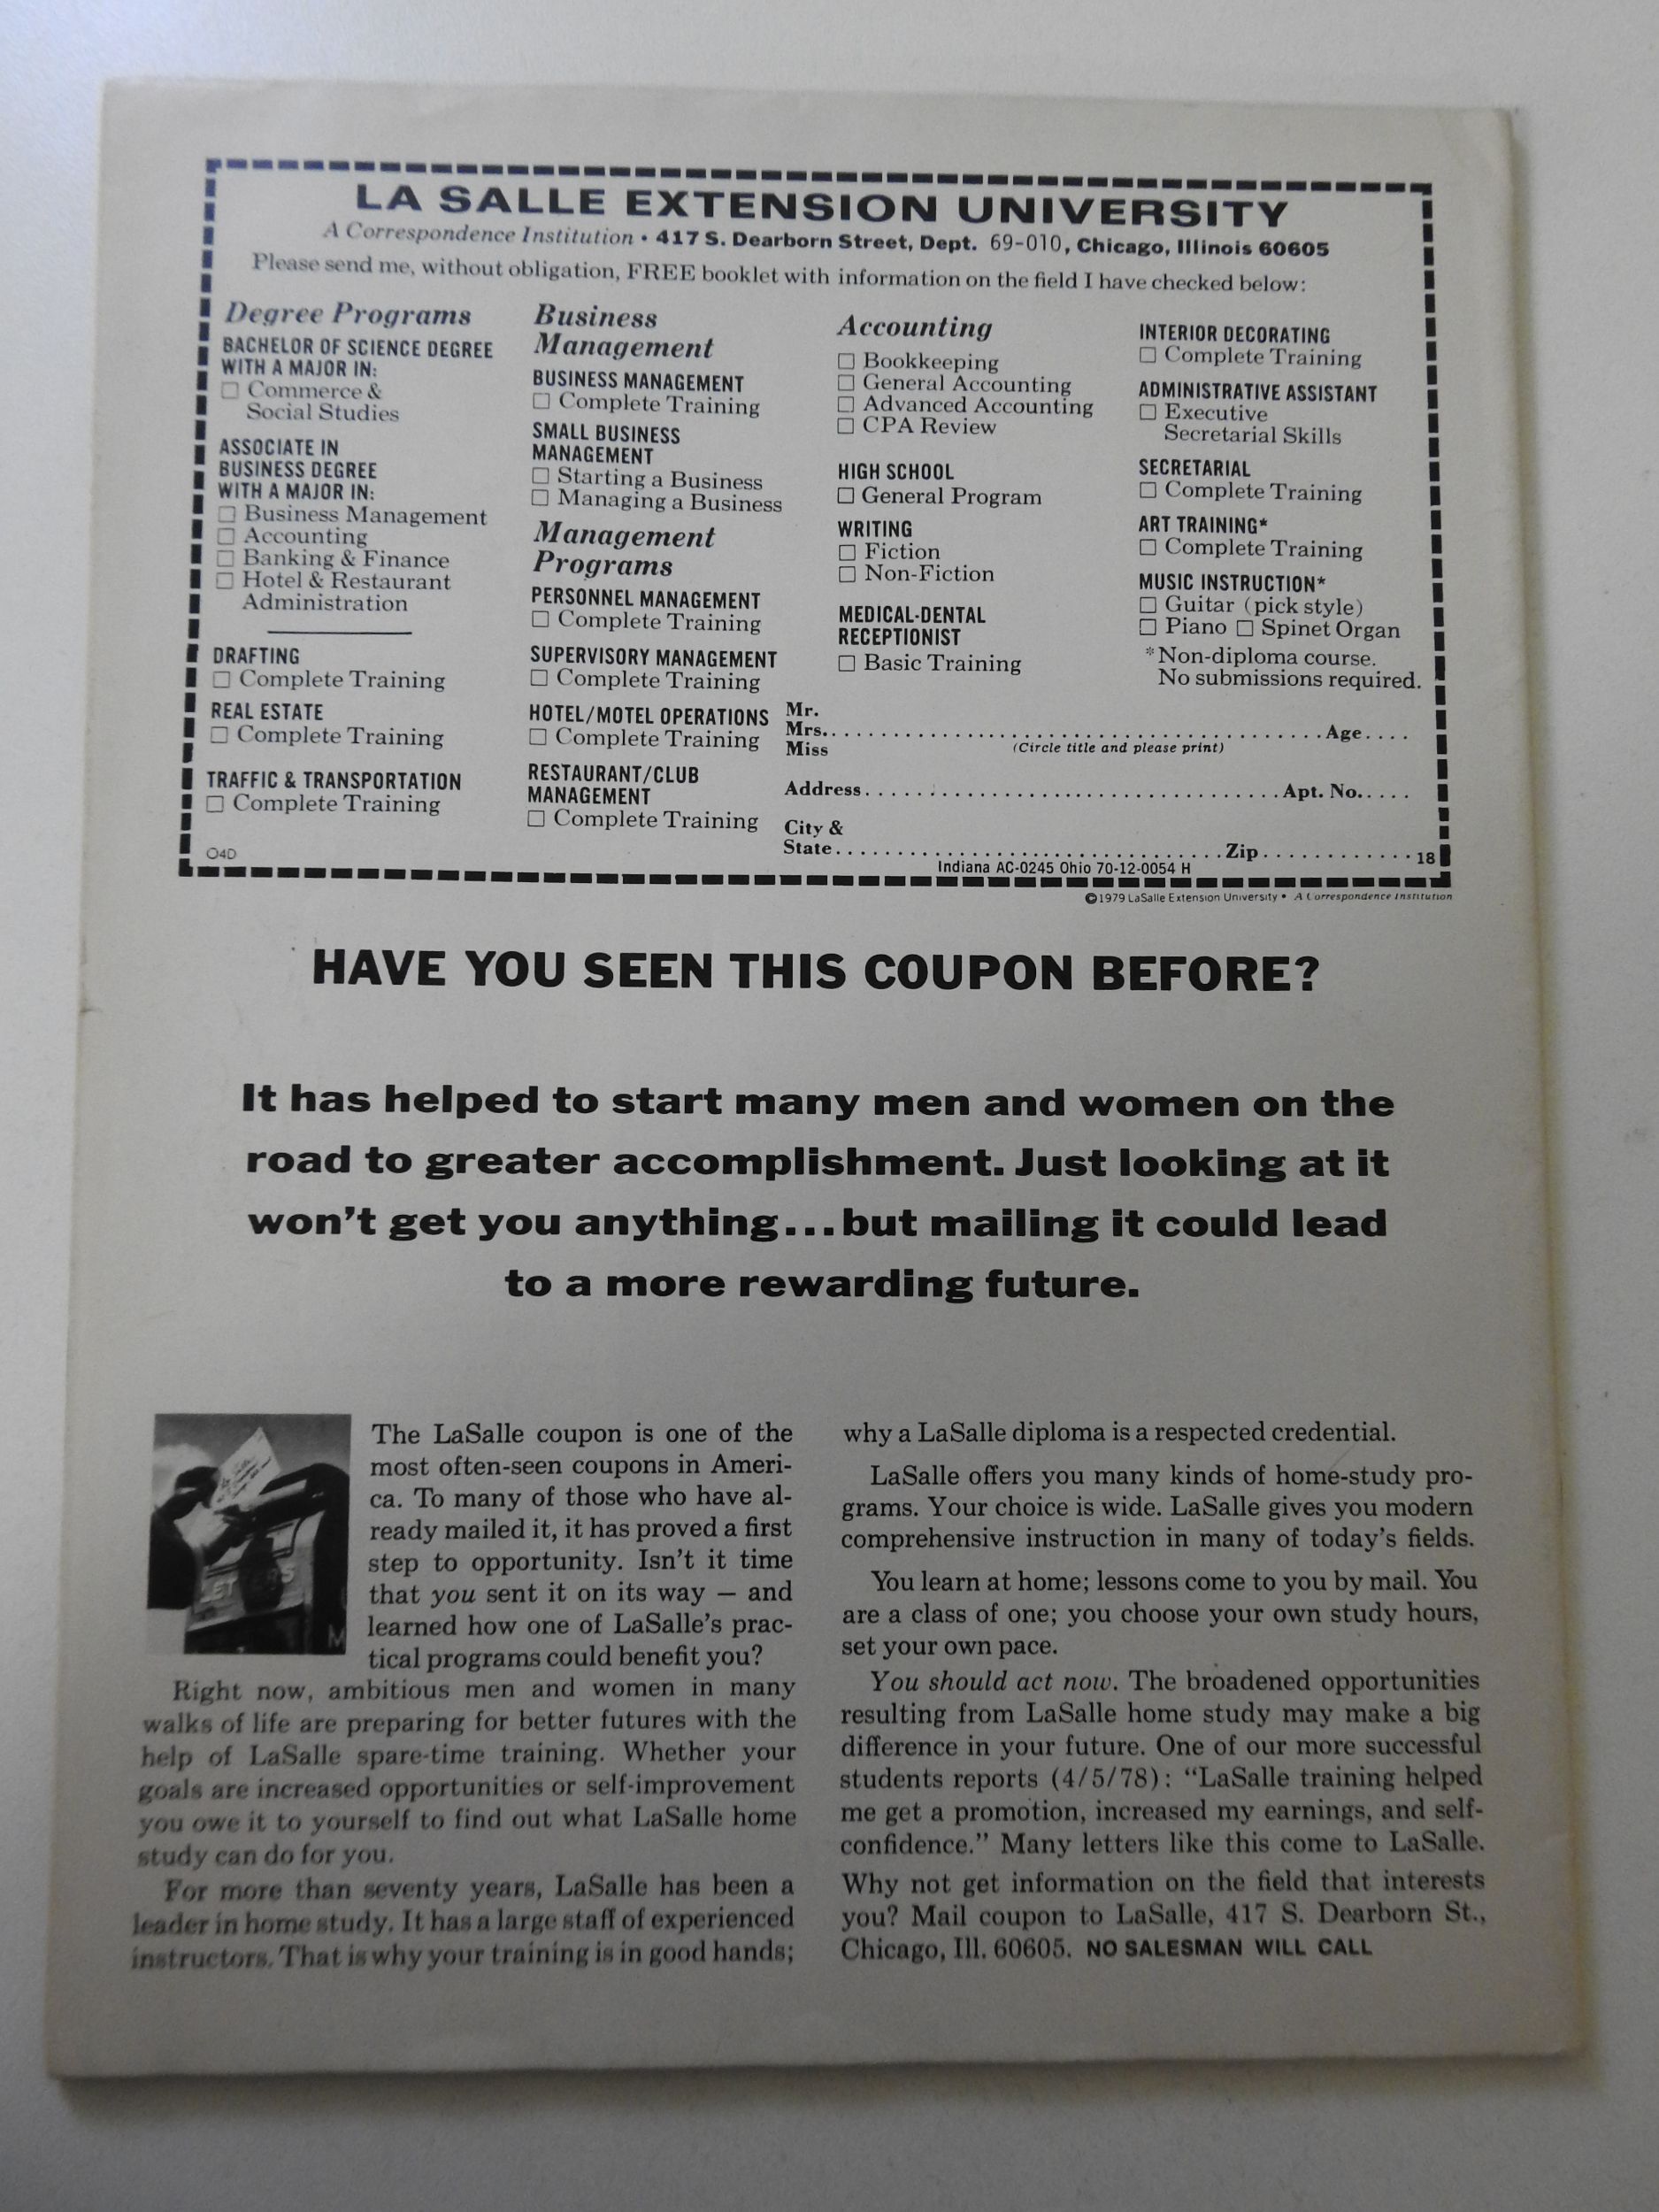 LA SALLE EXTENSION UNIVERSITY
A Correspondence Institution • 417 S. Dearborn Street, Dept. 69-010, Chicago, Illinois 60605
Please send me, without obligation, FREE booklet with information on the field I have checked below:
Degree Programs
BACHELOR OF SCIENCE DEGREE
WITH A MAJOR IN:
☐ Commerce &
Social Studies
ASSOCIATE IN
BUSINESS DEGREE
WITH A MAJOR IN:
☐ Business Management
☐ Accounting
☐ Banking & Finance
☐ Hotel & Restaurant
Administration
DRAFTING
☐ Complete Training
REAL ESTATE
☐ Complete Training
TRAFFIC & TRANSPORTATION
☐ Complete Training
O4D
Business
Management
BUSINESS MANAGEMENT
☐ Complete Training
SMALL BUSINESS
MANAGEMENT
☐ Starting a Business
☐ Managing a Business
Management
Programs
PERSONNEL MANAGEMENT
☐ Complete Training
SUPERVISORY MANAGEMENT
☐ Complete Training
HOTEL/MOTEL OPERATIONS
☐ Complete Training
RESTAURANT/CLUB
MANAGEMENT
☐ Complete Training
Accounting
☐ Bookkeeping
☐ General Accounting
☐ Advanced Accounting
☐ CPA Review
HIGH SCHOOL
☐ General Program
WRITING
☐ Fiction
☐ Non-Fiction
MEDICAL-DENTAL
RECEPTIONIST
☐ Basic Training
INTERIOR DECORATING
☐ Complete Training
ADMINISTRATIVE ASSISTANT
☐ Executive
Secretarial Skills
SECRETARIAL
☐ Complete Training
ART TRAINING*
☐ Complete Training
MUSIC INSTRUCTION*
☐ Guitar (pick style)
☐ Piano ☐ Spinet Organ
*Non-diploma course.
No submissions required.
Mr.
Mrs. Age
Miss (Circle title and please print)
Address Apt. No.
City &
State Zip 18
Indiana AC-0245 Ohio 70-12-0054 H
©1979 LaSalle Extension University • A Correspondence Institution
HAVE YOU SEEN THIS COUPON BEFORE?
It has helped to start many men and women on the
road to greater accomplishment. Just looking at it
won't get you anything...but mailing it could lead
to a more rewarding future.
The LaSalle coupon is one of the
most often-seen coupons in Ameri-
ca. To many of those who have al-
ready mailed it, it has proved a first
step to opportunity. Isn't it time
that you sent it on its way — and
learned how one of LaSalle's prac-
tical programs could benefit you?
Right now, ambitious men and women in many
walks of life are preparing for better futures with the
help of LaSalle spare-time training. Whether your
goals are increased opportunities or self-improvement
you owe it to yourself to find out what LaSalle home
study can do for you.
For more than seventy years, LaSalle has been a
leader in home study. It has a large staff of experienced
instructors. That is why your training is in good hands;
why a LaSalle diploma is a respected credential.
LaSalle offers you many kinds of home-study pro-
grams. Your choice is wide. LaSalle gives you modern
comprehensive instruction in many of today's fields.
You learn at home; lessons come to you by mail. You
are a class of one; you choose your own study hours,
set your own pace.
You should act now. The broadened opportunities
resulting from LaSalle home study may make a big
difference in your future. One of our more successful
students reports (4/5/78): "LaSalle training helped
me get a promotion, increased my earnings, and self-
confidence." Many letters like this come to LaSalle.
Why not get information on the field that interests
you? Mail coupon to LaSalle, 417 S. Dearborn St.,
Chicago, Ill. 60605. NO SALESMAN WILL CALL